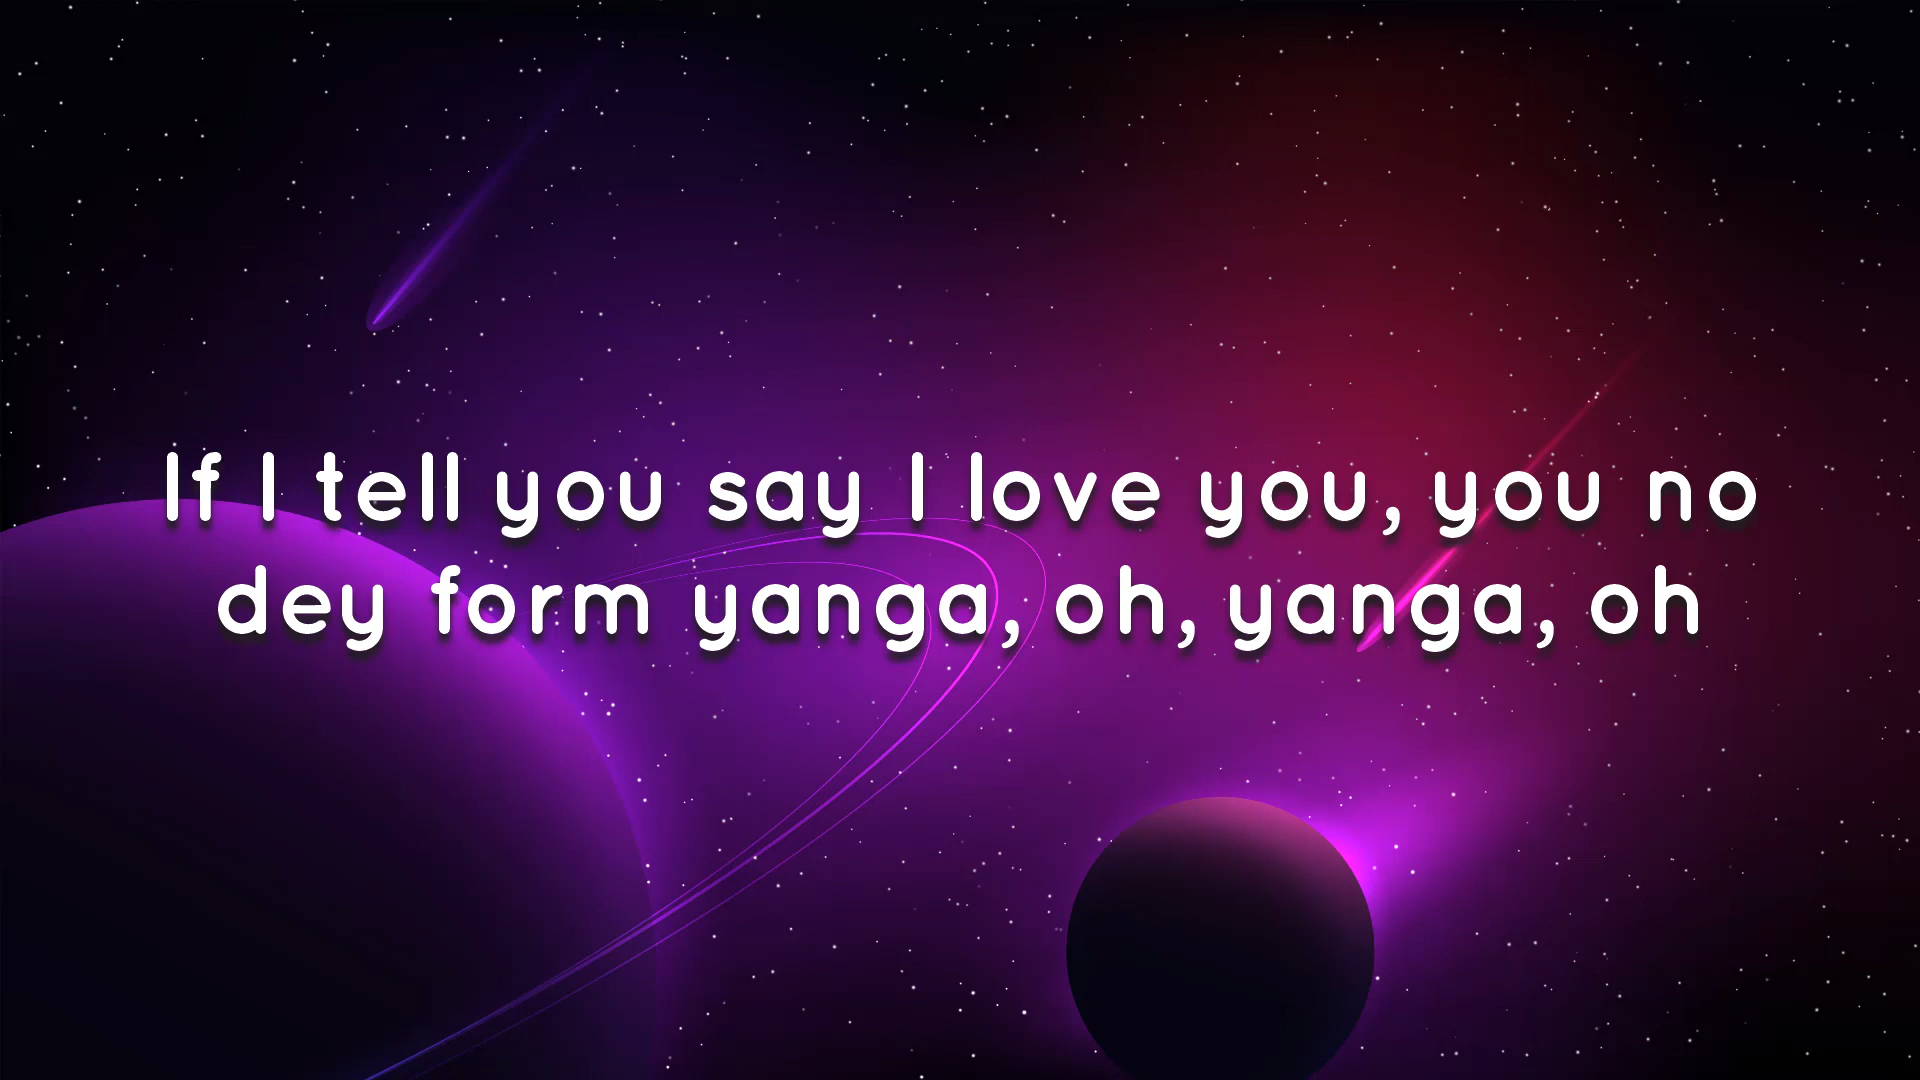 If I tell you say I love you, you no
dey form yanga, oh, yanga, oh